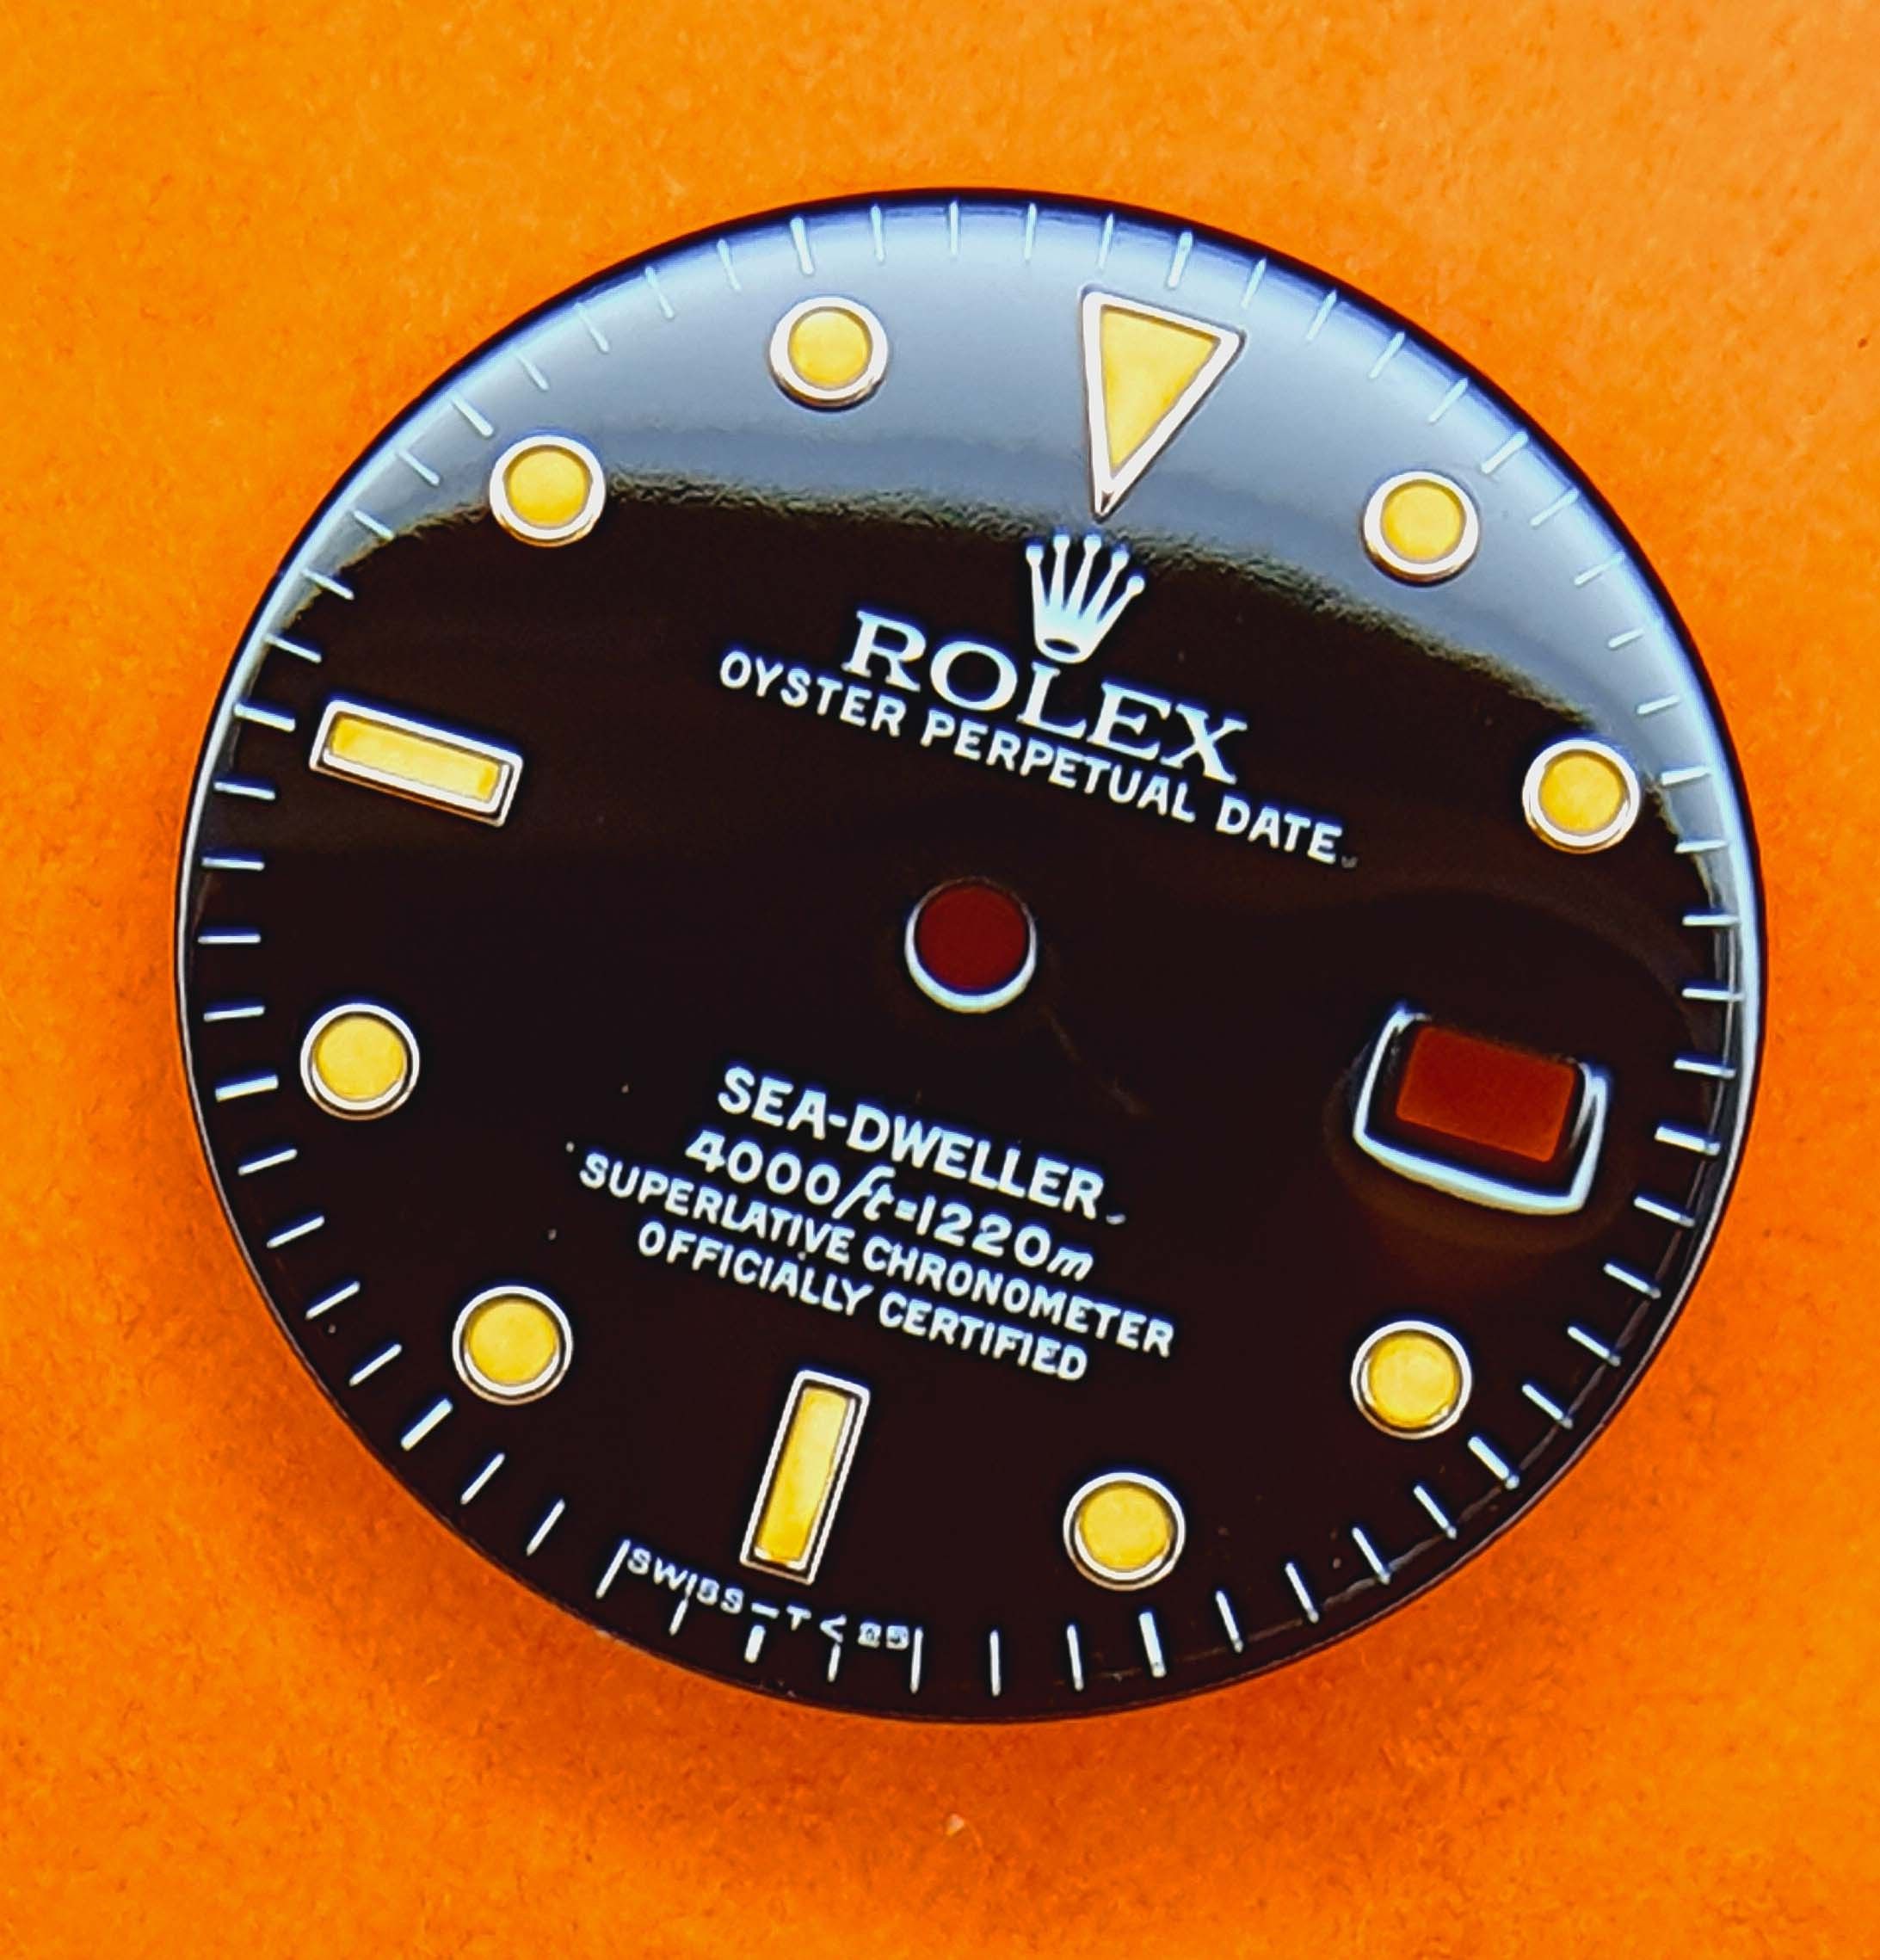 ROLEX
OYSTER PERPETUAL DATE
SEA-DWELLER
4000ft=1220m
SUPERLATIVE CHRONOMETER
OFFICIALLY CERTIFIED
SWISS-T<25